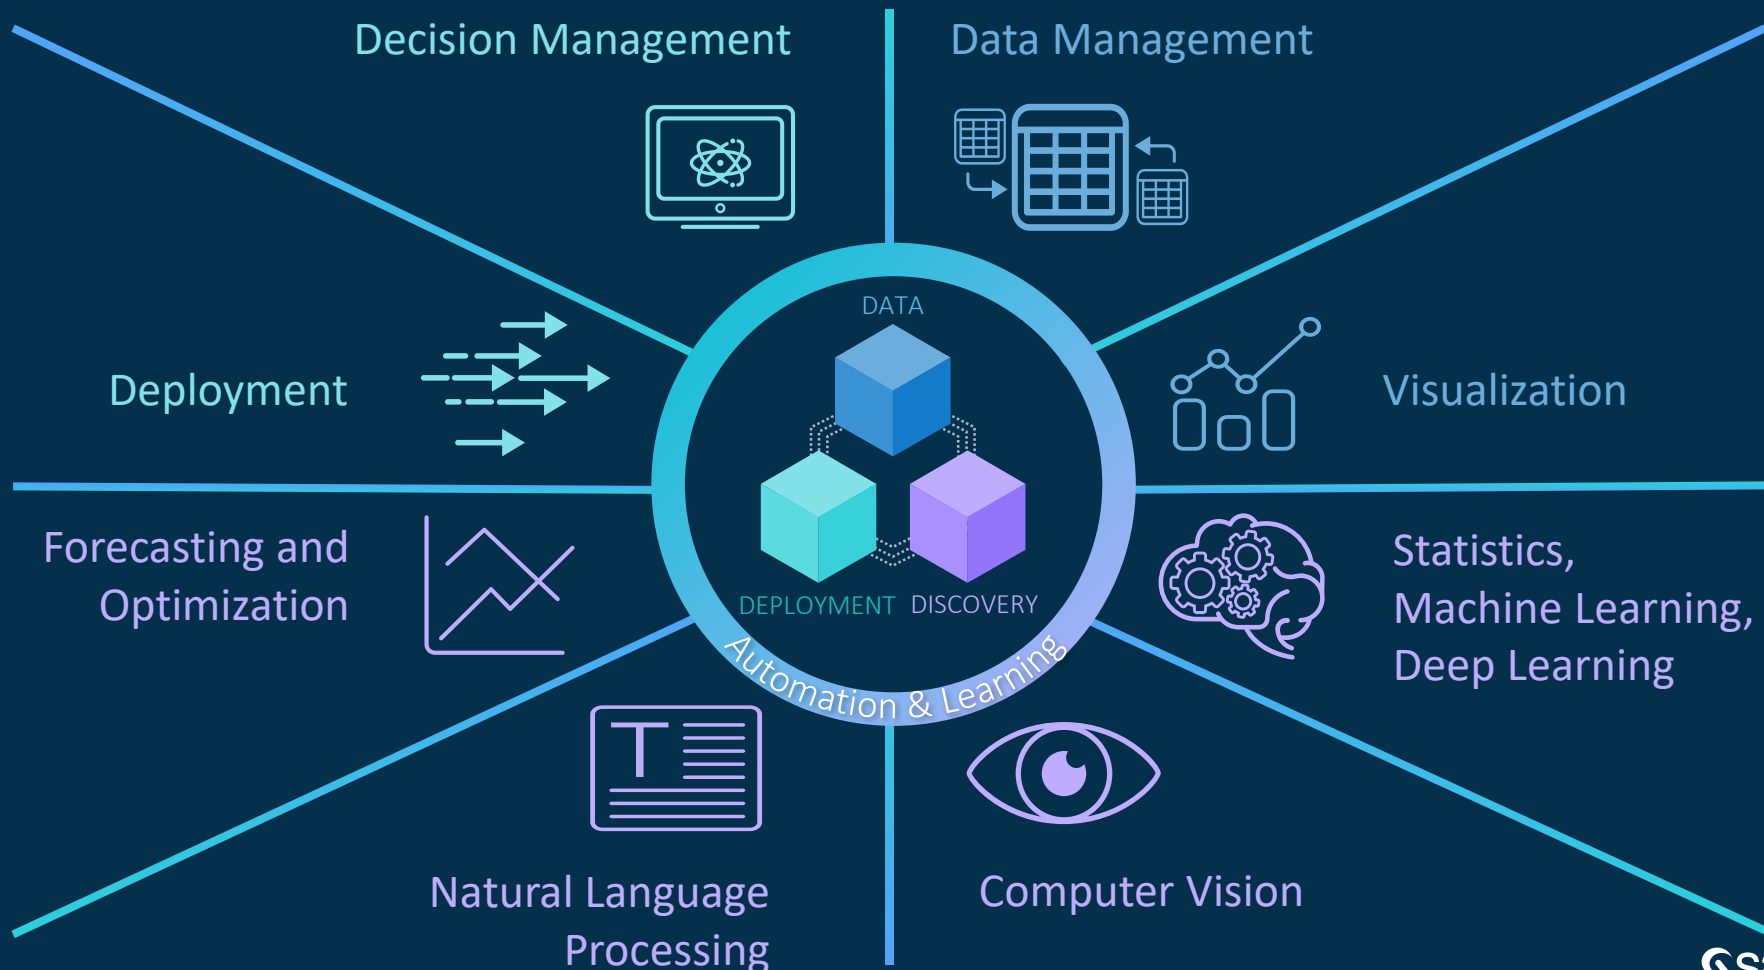 Decision Management
Data Management
DATA
Deployment
Visualization
Forecasting and
Optimization
Statistics,
Machine Learning,
Deep Learning
DEPLOYMENT
DISCOVERY
Automation & Learning
T
Natural Language
Processing
Computer Vision